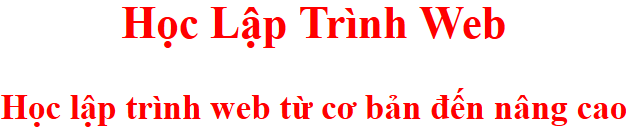 Học Lập Trình Web
Học lập trình web từ cơ bản đến nâng cao